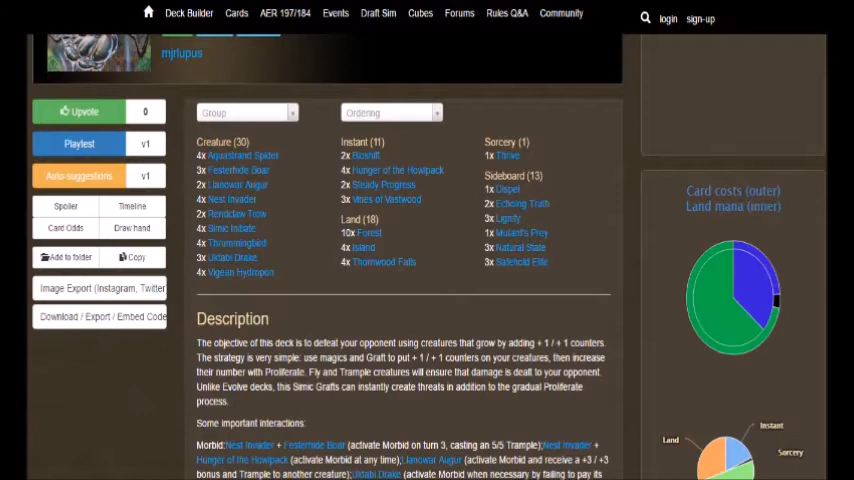 Deck Builder Cards AER 197/184 Events Draft Sim Cubes Forums Rules Q&A Community login sign-up
mjrlupus
Upvote 0
Playtest v1
Auto-suggestions v1
Spoiler Timeline
Card Odds Draw hand
Add to folder Copy
Image Export (Instagram, Twitter
Download / Export / Embed Code
Group Ordering
Creature (30)
4x Aquastrand Spider
3x Festerhide Boar
2x Llanowar Augur
4x Nest Invader
2x Rendclaw Trow
4x Simic Initiate
4x Thrummingbird
3x Uktabi Drake
4x Vigean Hydropon
Instant (11)
2x Bioshift
4x Hunger of the Howlpack
2x Steady Progress
3x Vines of Vastwood
Land (18)
10x Forest
4x Island
4x Thornwood Falls
Sorcery (1)
1x Thrive
Sideboard (13)
1x Dispel
2x Echoing Truth
3x Lignify
1x Mutant's Prey
3x Natural State
3x Safehold Elite
Description
The objective of this deck is to defeat your opponent using creatures that grow by adding + 1 / + 1 counters.
The strategy is very simple: use magics and Graft to put + 1 / + 1 counters on your creatures, then increase
their number with Proliferate. Fly and Trample creatures will ensure that damage is dealt to your opponent.
Unlike Evolve decks, this Simic Grafts can instantly create threats in addition to the gradual Proliferate
process.
Some important interactions:
Morbid:Nest Invader + Festerhide Boar (activate Morbid on turn 3, casting an 5/5 Trample);Nest Invader +
Hunger of the Howlpack (activate Morbid at any time);Llanowar Augur (activate Morbid and receive a +3 / +3
bonus and Trample to another creature);Uktabi Drake (activate Morbid when necessary by failing to pay its
Card costs (outer)
Land mana (inner)
Instant
Land
Sorcery